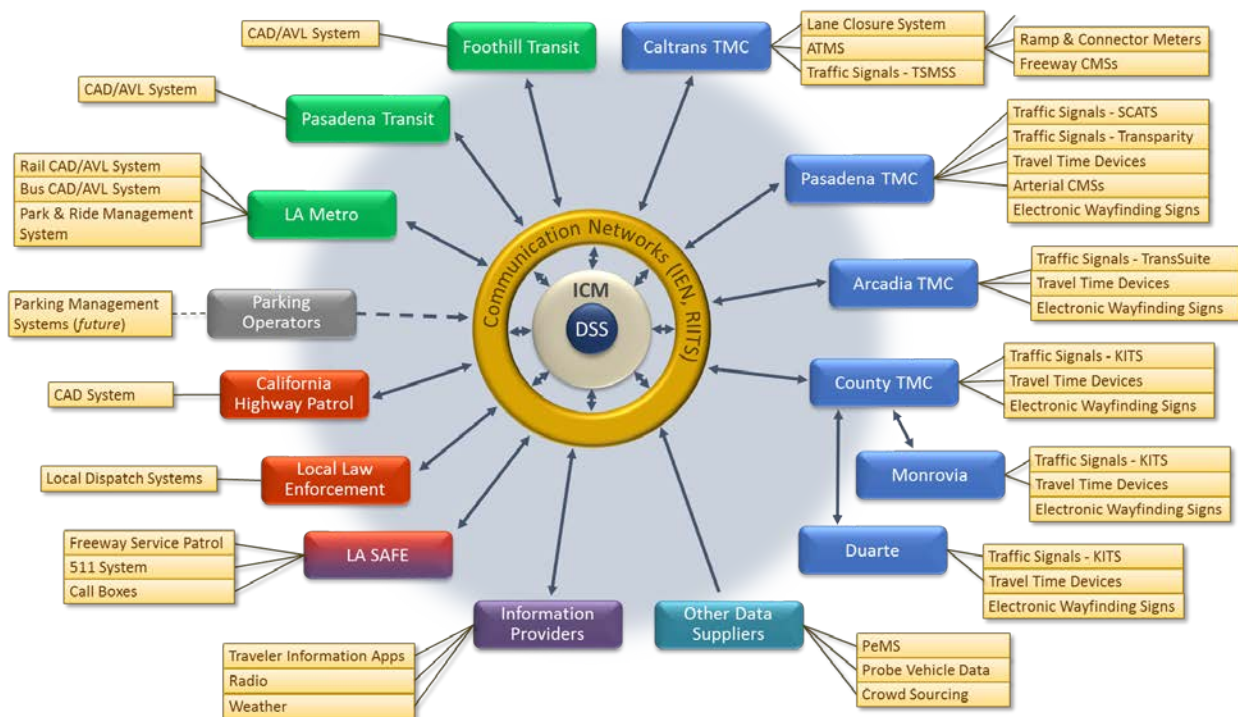 CAD/AVL System
Foothill Transit
Caltrans TMC
Lane Closure System
ATMS
Traffic Signals - TSMSS
Ramp & Connector Meters
Freeway CMSs
CAD/AVL System
Pasadena Transit
Pasadena TMC
Traffic Signals - SCATS
Traffic Signals - Transparity
Travel Time Devices
Arterial CMSs
Electronic Wayfinding Signs
Rail CAD/AVL System
Bus CAD/AVL System
Park & Ride Management
System
LA Metro
Communication Networks (IEN, RIITS)
ICM
DSS
Arcadia TMC
Traffic Signals - TransSuite
Travel Time Devices
Electronic Wayfinding Signs
Parking Management
Systems (future)
Parking
Operators
County TMC
Traffic Signals - KITS
Travel Time Devices
Electronic Wayfinding Signs
CAD System
California
Highway Patrol
Monrovia
Traffic Signals - KITS
Travel Time Devices
Electronic Wayfinding Signs
Local Dispatch Systems
Local Law
Enforcement
Duarte
Traffic Signals - KITS
Travel Time Devices
Electronic Wayfinding Signs
Freeway Service Patrol
511 System
Call Boxes
LA SAFE
Information
Providers
Traveler Information Apps
Radio
Weather
Other Data
Suppliers
PeMS
Probe Vehicle Data
Crowd Sourcing